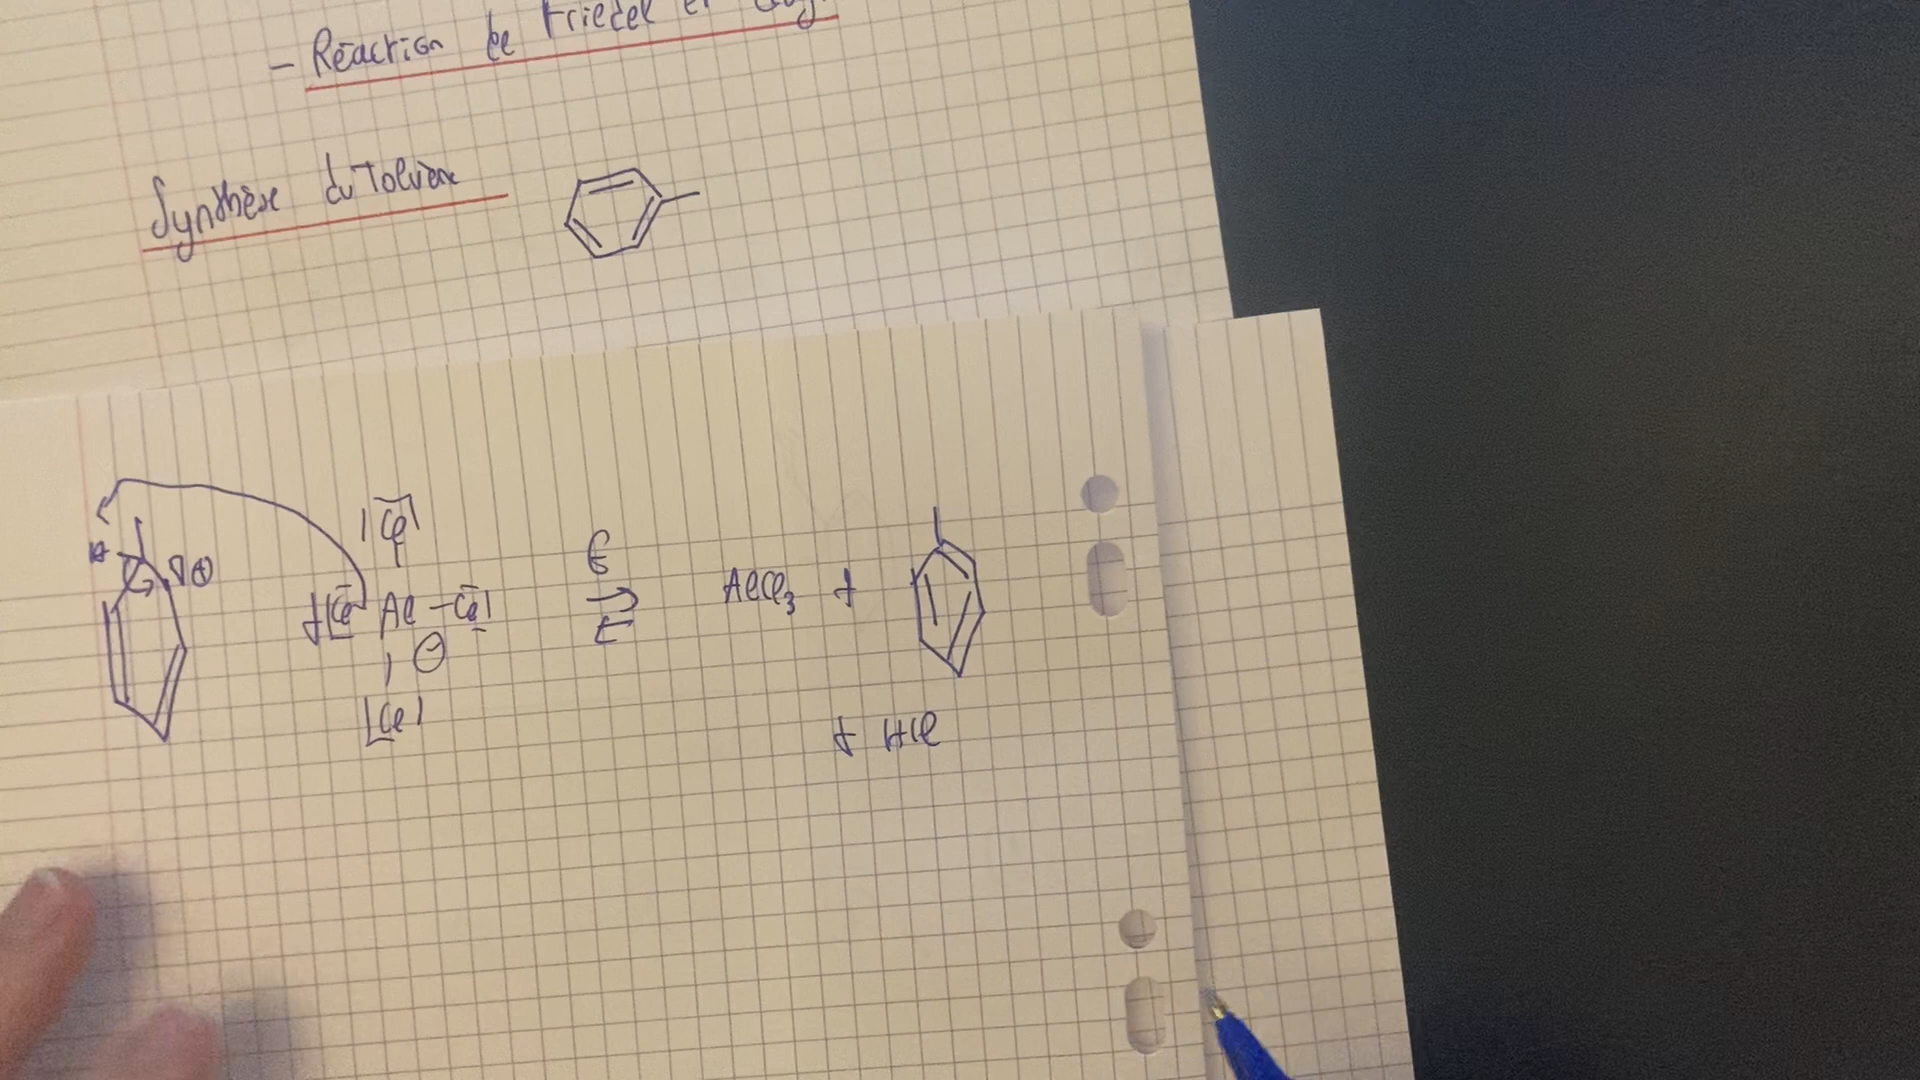 - Réaction de Friedel et
Synthèse du Toluène
|Cl|
H
⊕
+ |Cl Al - Cl|
⊖
|Cl|
AlCl3 +
+ HCl